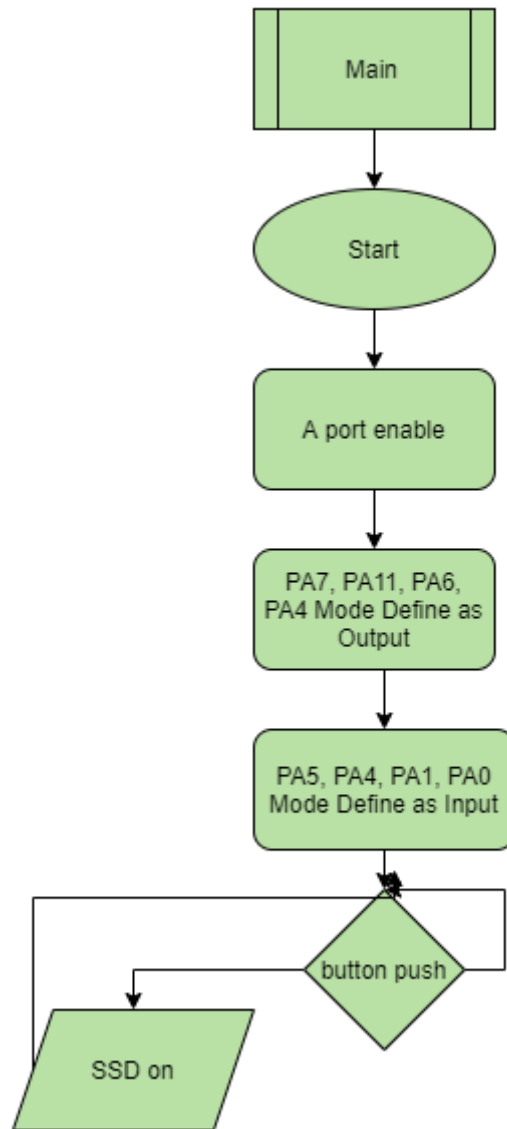 Main
Start
A port enable
PA7, PA11, PA6,
PA4 Mode Define as
Output
PA5, PA4, PA1, PA0
Mode Define as Input
button push
SSD on